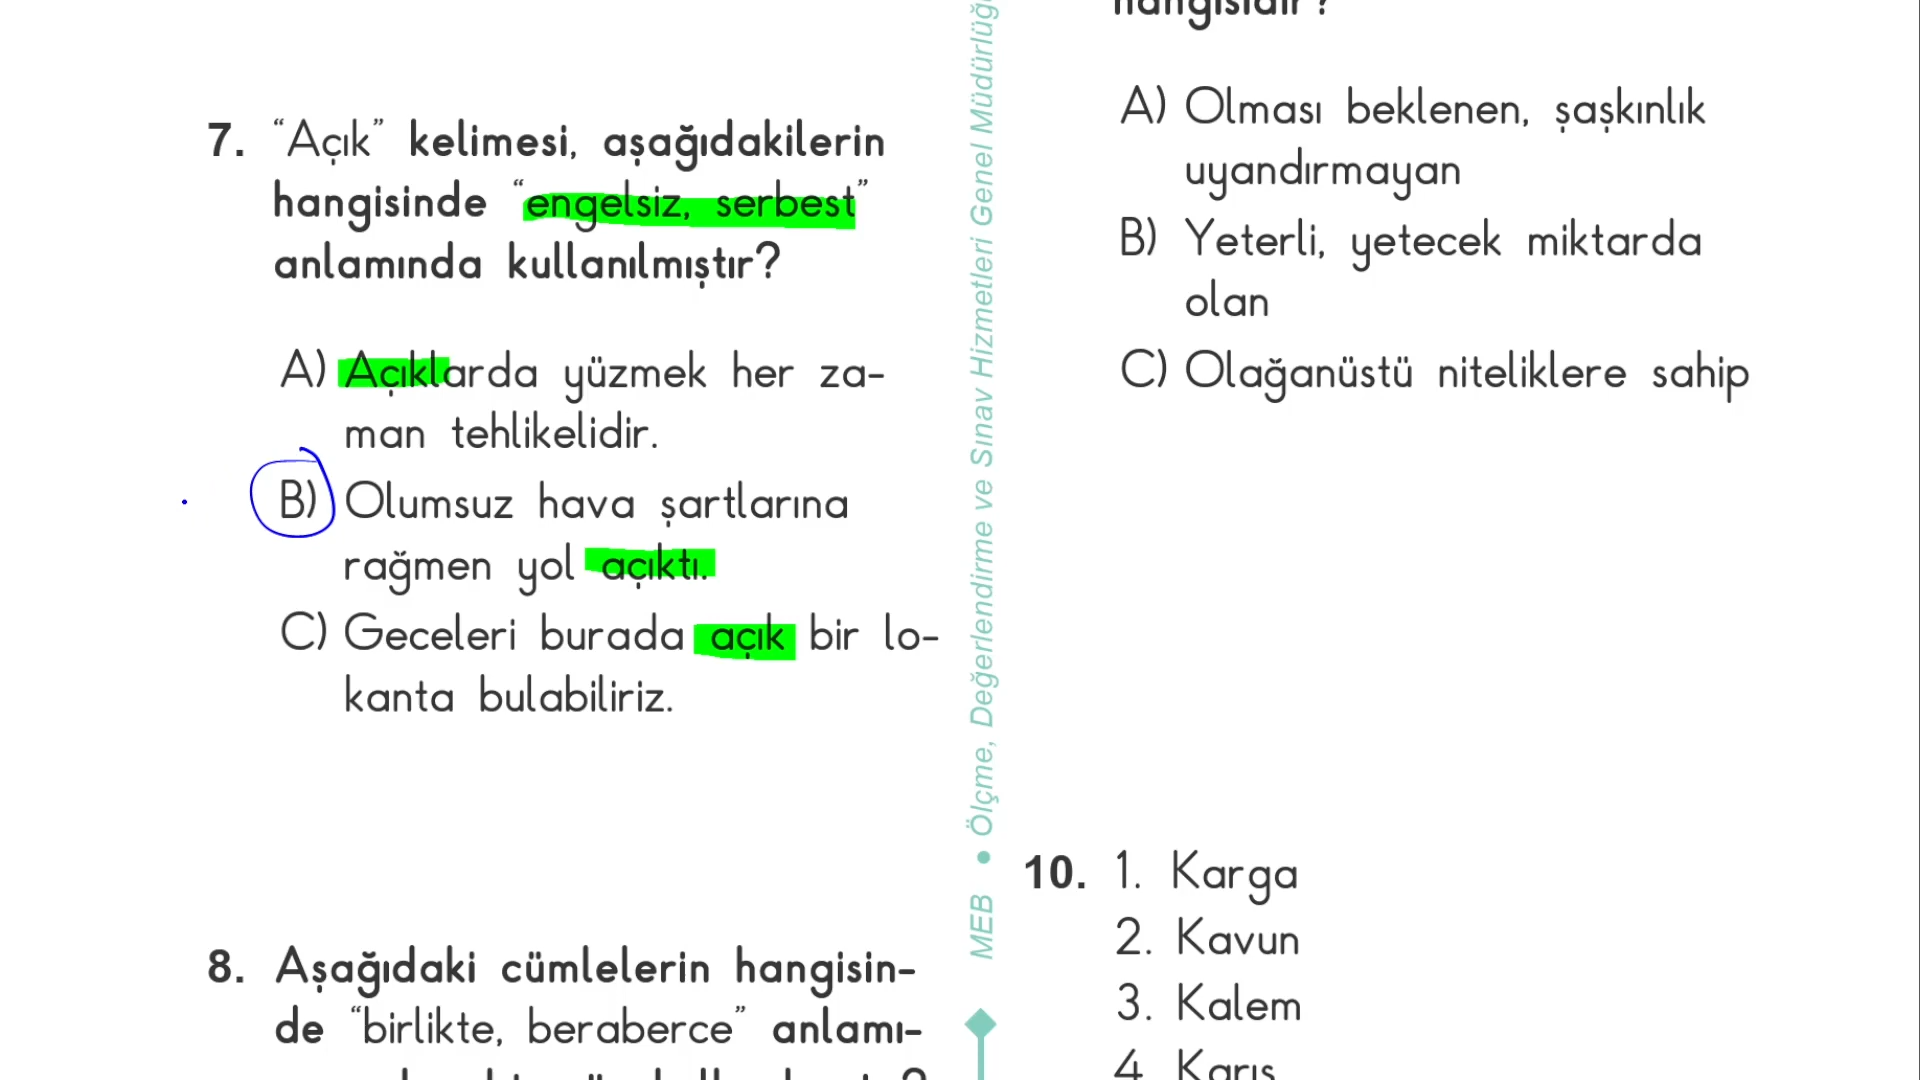 7. “Açık” kelimesi, aşağıdakilerin
hangisinde “engelsiz, serbest”
anlamında kullanılmıştır?
A) Açıklarda yüzmek her za-
man tehlikelidir.
B) Olumsuz hava şartlarına
rağmen yol açıktı.
C) Geceleri burada açık bir lo-
kanta bulabiliriz.
8. Aşağıdaki cümlelerin hangisin-
de “birlikte, beraberce” anlamı-
MEB • Ölçme, Değerlendirme ve Sınav Hizmetleri Genel Müdürlüğü
hangisidir?
A) Olması beklenen, şaşkınlık
uyandırmayan
B) Yeterli, yetecek miktarda
olan
C) Olağanüstü niteliklere sahip
10. 1. Karga
2. Kavun
3. Kalem
4. Karış